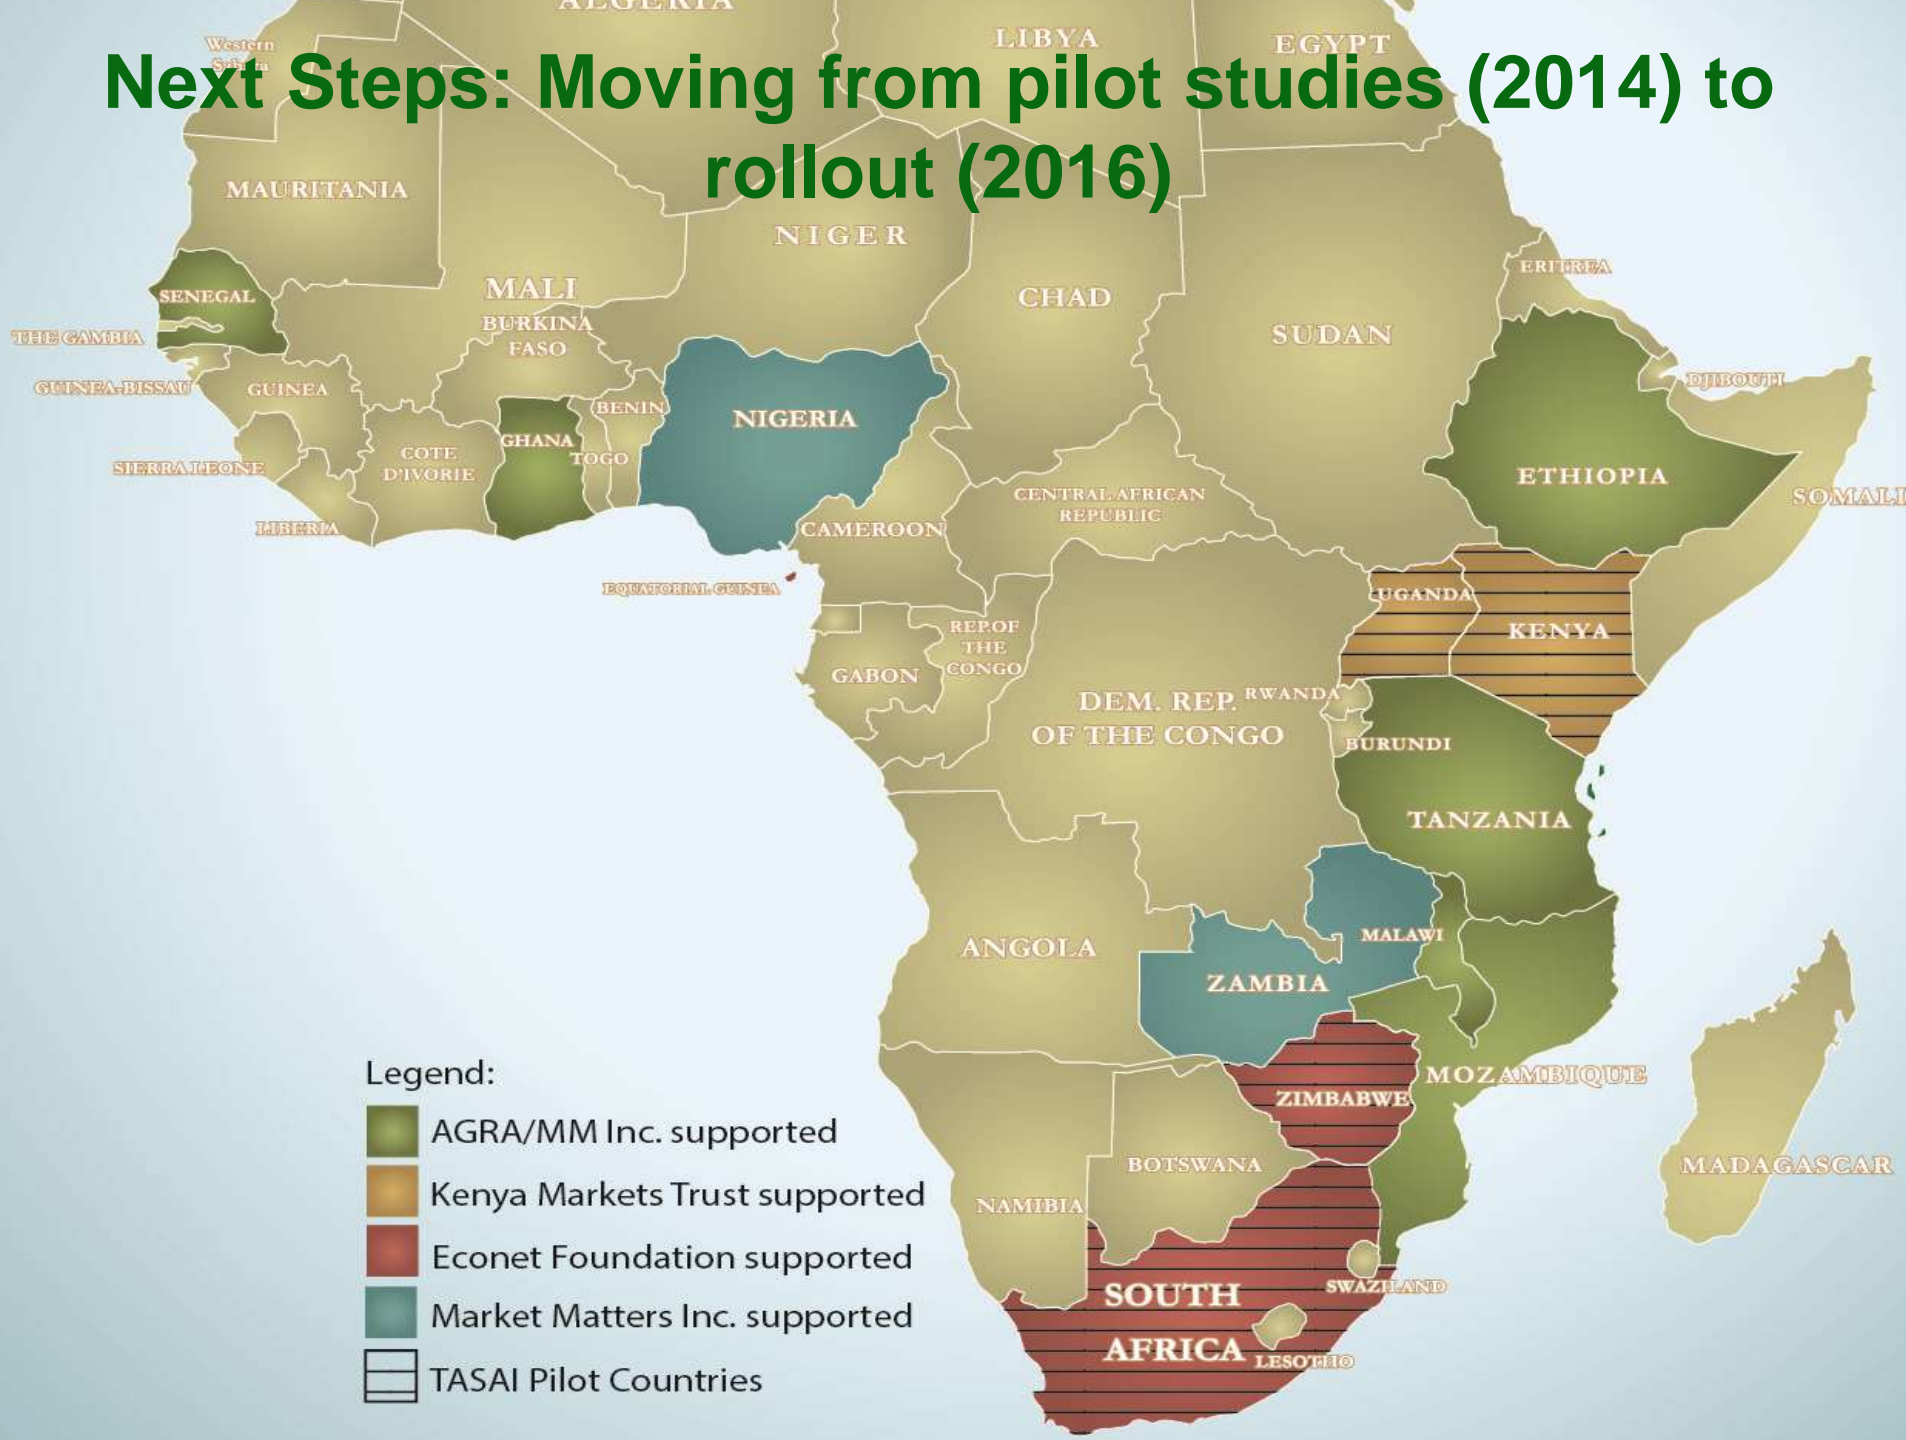 ALGERIA
Western
Sahara
LIBYA
EGYPT
Next Steps: Moving from pilot studies (2014) to
rollout (2016)
MAURITANIA
NIGER
MALI
CHAD
SUDAN
ERITREA
SENEGAL
THE GAMBIA
BURKINA
FASO
GUINEA-BISSAU
GUINEA
BENIN
NIGERIA
DJIBOUTI
GHANA
TOGO
COTE
D'IVORIE
SIERRA LEONE
LIBERIA
ETHIOPIA
SOMALI
CENTRAL AFRICAN
REPUBLIC
CAMEROON
EQUATORIAL GUINEA
UGANDA
KENYA
REP.OF
THE
CONGO
GABON
DEM. REP.
OF THE CONGO
RWANDA
BURUNDI
TANZANIA
ANGOLA
MALAWI
ZAMBIA
MOZAMBIQUE
ZIMBABWE
BOTSWANA
NAMIBIA
MADAGASCAR
SWAZILAND
SOUTH
AFRICA
LESOTHO
Legend:
AGRA/MM Inc. supported
Kenya Markets Trust supported
Econet Foundation supported
Market Matters Inc. supported
TASAI Pilot Countries